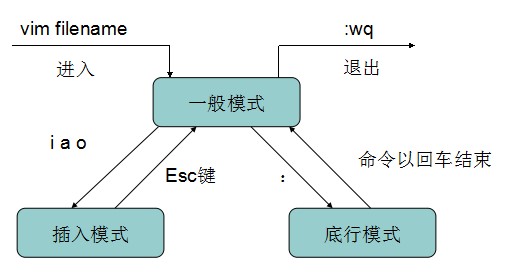 vim filename
:wq
进入
退出
一般模式
i a o
Esc键
:
命令以回车结束
插入模式
底行模式